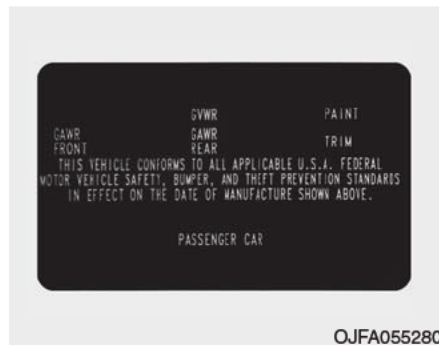 GVWR PAINT
GAWR FRONT GAWR REAR TRIM
THIS VEHICLE CONFORMS TO ALL APPLICABLE U.S.A. FEDERAL
MOTOR VEHICLE SAFETY, BUMPER, AND THEFT PREVENTION STANDARDS
IN EFFECT ON THE DATE OF MANUFACTURE SHOWN ABOVE.
PASSENGER CAR
OJFA055280